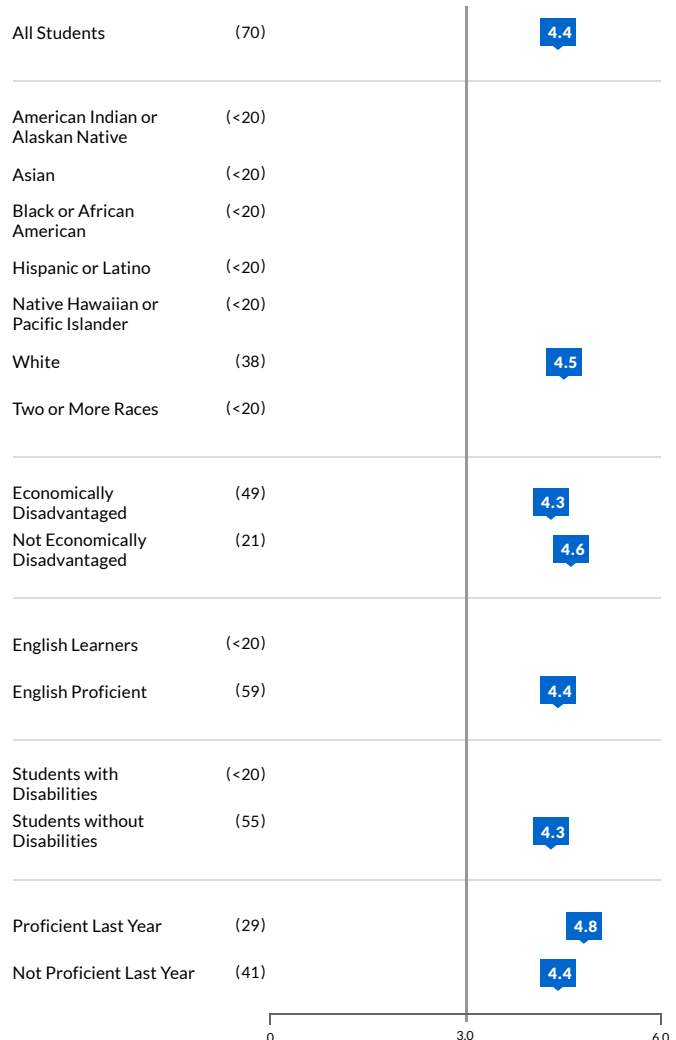 All Students (70) 4.4
American Indian or (<20)
Alaskan Native
Asian (<20)
Black or African (<20)
American
Hispanic or Latino (<20)
Native Hawaiian or (<20)
Pacific Islander
White (38) 4.5
Two or More Races (<20)
Economically (49) 4.3
Disadvantaged
Not Economically (21) 4.6
Disadvantaged
English Learners (<20)
English Proficient (59) 4.4
Students with (<20)
Disabilities
Students without (55) 4.3
Disabilities
Proficient Last Year (29) 4.8
Not Proficient Last Year (41) 4.4
0 3.0 6.0